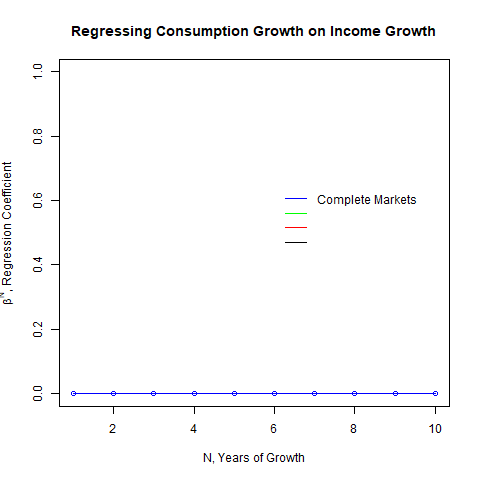 Regressing Consumption Growth on Income Growth
1.0
0.8
0.6
0.4
0.2
0.0
β^N, Regression Coefficient
Complete Markets
2 4 6 8 10
N, Years of Growth